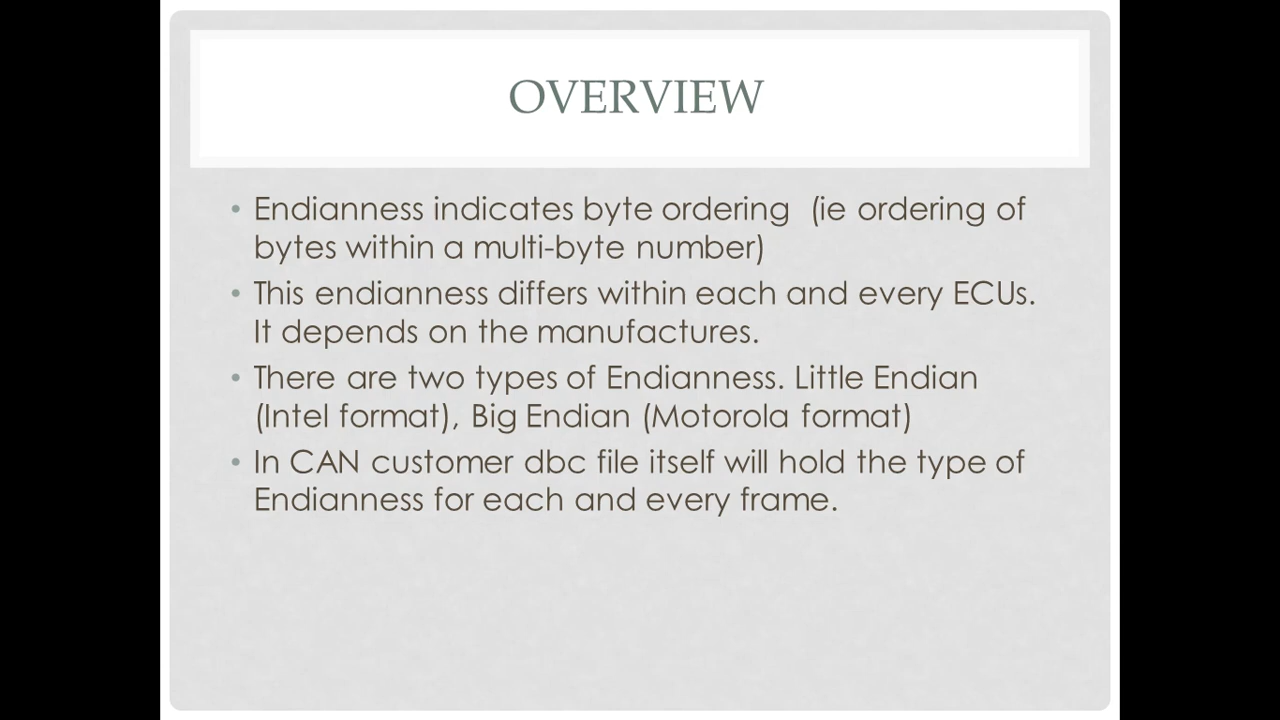 OVERVIEW
• Endianness indicates byte ordering  (ie ordering of
bytes within a multi-byte number)
• This endianness differs within each and every ECUs.
It depends on the manufactures.
• There are two types of Endianness. Little Endian
(Intel format), Big Endian (Motorola format)
• In CAN customer dbc file itself will hold the type of
Endianness for each and every frame.